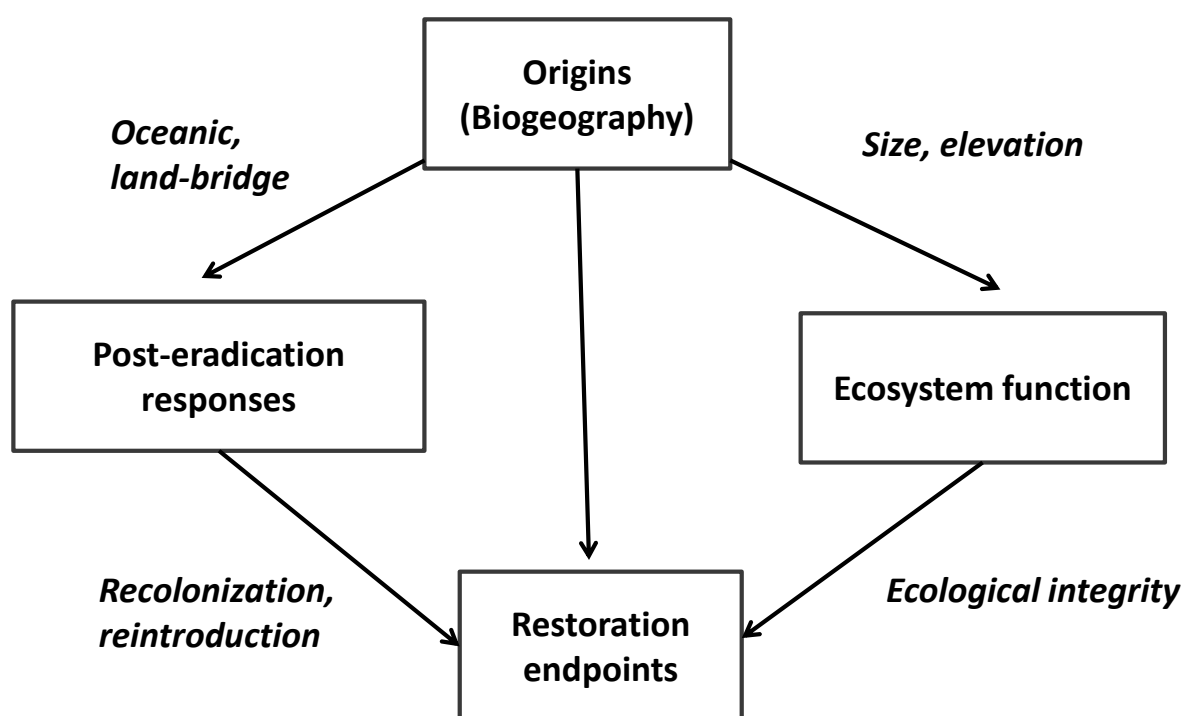 Origins
(Biogeography)
Oceanic,
land-bridge
Size, elevation
Post-eradication
responses
Ecosystem function
Recolonization,
reintroduction
Ecological integrity
Restoration
endpoints